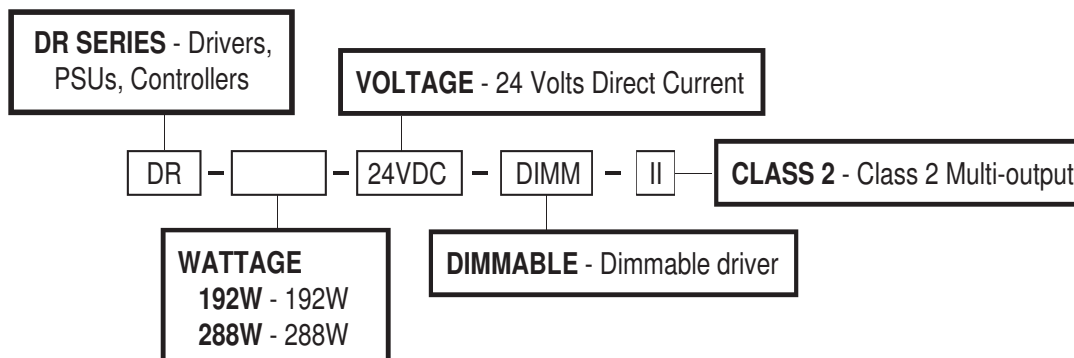 DR SERIES - Drivers,
PSUs, Controllers
VOLTAGE - 24 Volts Direct Current
DR - - 24VDC - DIMM - II
CLASS 2 - Class 2 Multi-output
WATTAGE
192W - 192W
288W - 288W
DIMMABLE - Dimmable driver